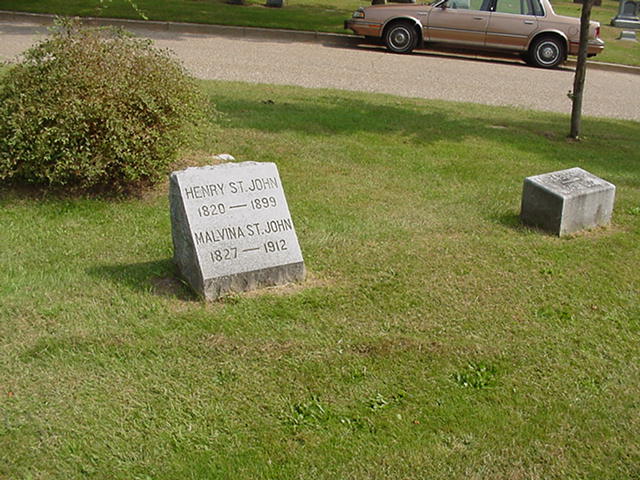 HENRY ST. JOHN
1820 — 1899
MALVINA ST. JOHN
1827 — 1912